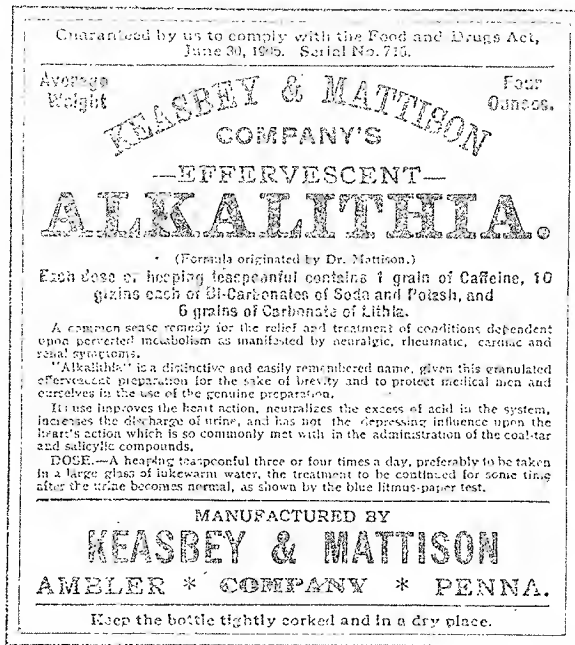 Guaranteed by us to comply with the Food and Drugs Act,
June 30, 1906. Serial No. 715.
Average
Weight
Four
Ounces.
KEASBEY & MATTISON
COMPANY'S
—EFFERVESCENT—
ALKALITHIA.
(Formula originated by Dr. Mattison.)
Each dose or heaping teaspoonful contains 1 grain of Caffeine, 10
grains each of Bi-Carbonates of Soda and Potash, and
5 grains of Carbonate of Lithia.
A common sense remedy for the relief and treatment of conditions dependent
upon perverted metabolism as manifested by neuralgic, rheumatic, cardiac and
renal symptoms.
"Alkalithia" is a distinctive and easily remembered name, given this granulated
effervescent preparation for the sake of brevity and to protect medical men and
ourselves in the use of the genuine preparation.
Its use improves the heart action, neutralizes the excess of acid in the system,
increases the discharge of urine, and has not the depressing influence upon the
heart's action which is so commonly met with in the administration of the coal-tar
and salicylic compounds.
DOSE.—A heaping teaspoonful three or four times a day, preferably to be taken
in a large glass of lukewarm water, the treatment to be continued for some time
after the urine becomes normal, as shown by the blue litmus-paper test.
MANUFACTURED BY
KEASBEY & MATTISON
AMBLER * COMPANY * PENNA.
Keep the bottle tightly corked and in a dry place.